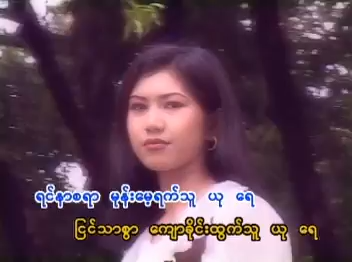 ရင်နာစရာ မုန်းမေ့ရက်သူ ယု ရေ
ငြင်သာစွာ ကျောခိုင်းထွက်သူ ယု ရေ